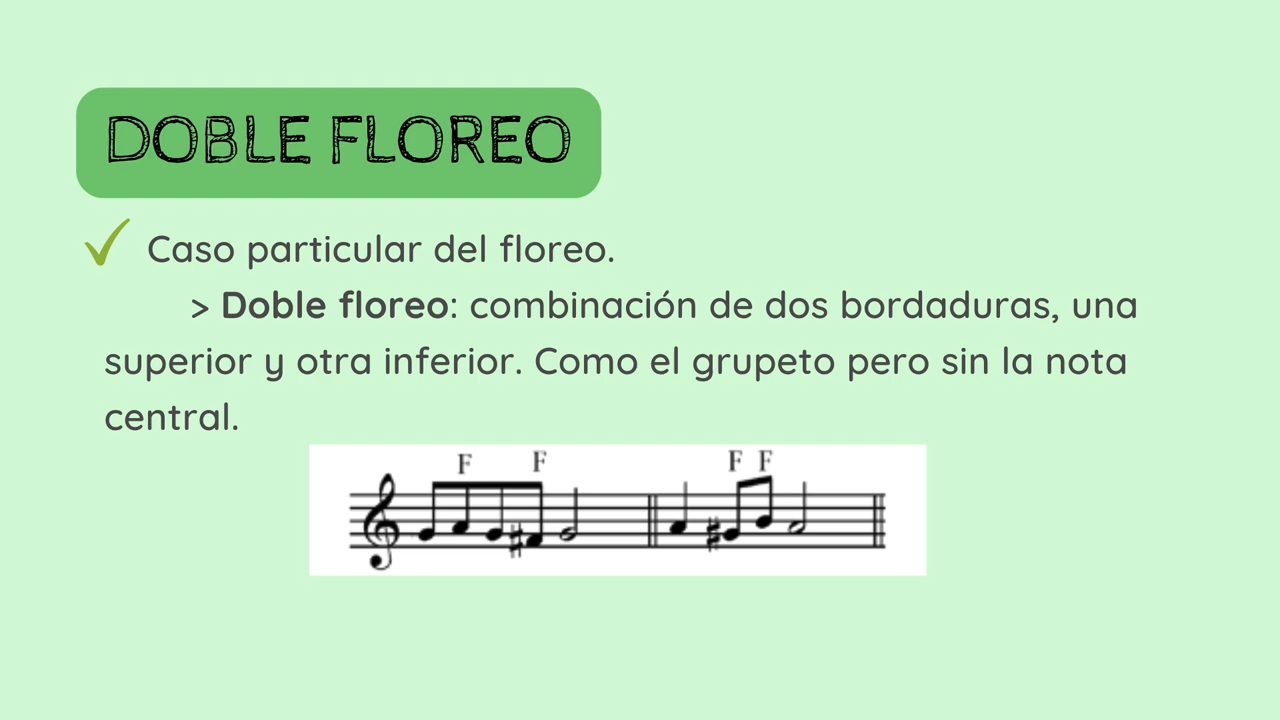 DOBLE FLOREO
Caso particular del floreo.
> Doble floreo: combinación de dos bordaduras, una
superior y otra inferior. Como el grupeto pero sin la nota
central.
F F F F